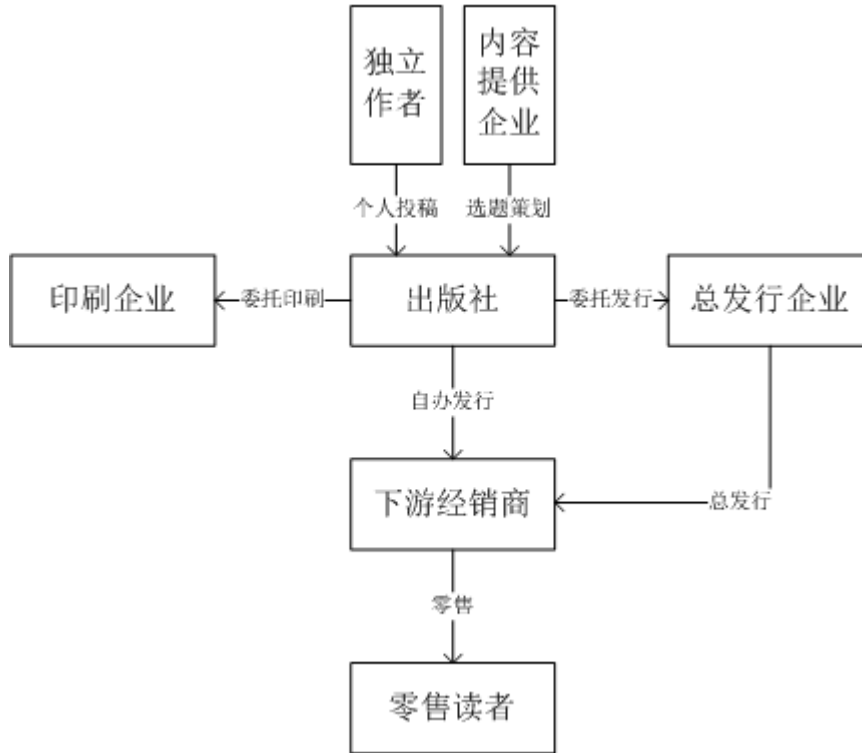 独立
作者
内容
提供
企业
个人投稿
选题策划
印刷企业
委托印刷
出版社
委托发行
总发行企业
自办发行
下游经销商
总发行
零售
零售读者